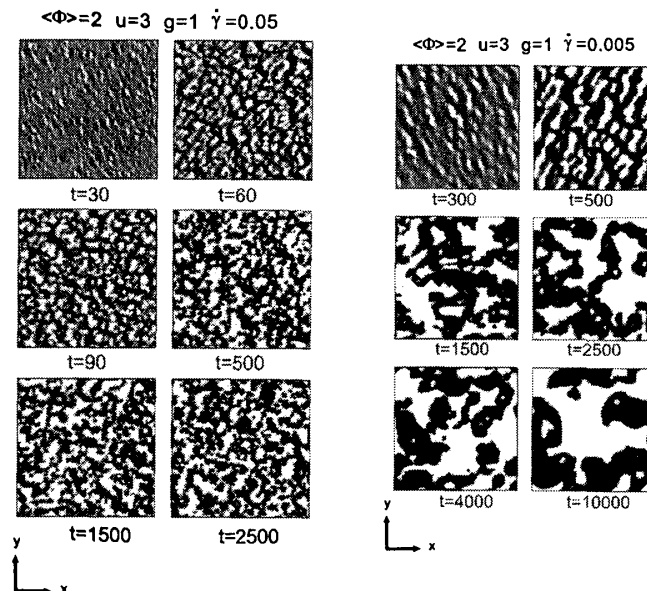 <Φ>=2 u=3 g=1 γ̇=0.05
t=30
t=60
t=90
t=500
t=1500
t=2500
y
x
<Φ>=2 u=3 g=1 γ̇=0.005
t=300
t=500
t=1500
t=2500
t=4000
t=10000
y
x